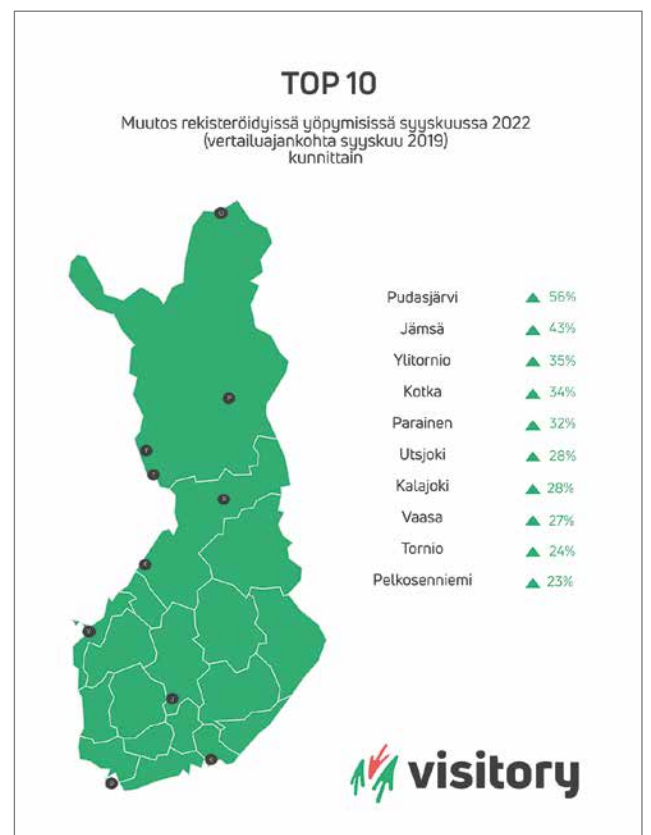 TOP 10
Muutos rekisteröidyissä yöpymisissä syyskuussa 2022
(vertailuajankohta syyskuu 2019)
kunnittain
Pudasjärvi ▲ 56%
Jämsä ▲ 43%
Ylitornio ▲ 35%
Kotka ▲ 34%
Parainen ▲ 32%
Utsjoki ▲ 28%
Kalajoki ▲ 28%
Vaasa ▲ 27%
Tornio ▲ 24%
Pelkosenniemi ▲ 23%
visitory